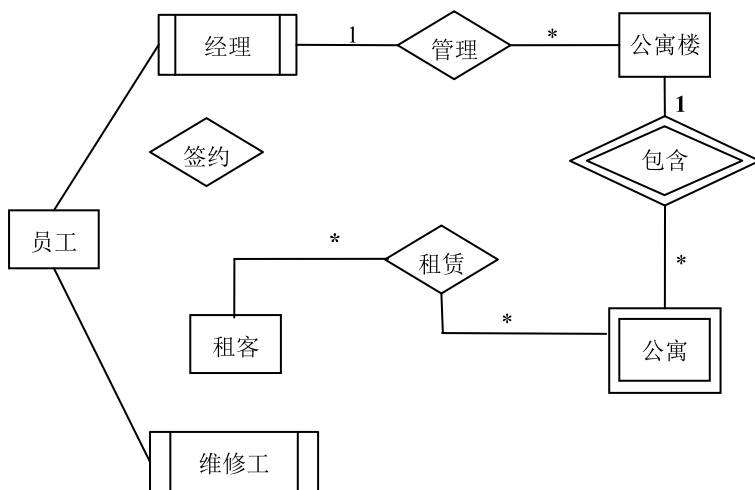 经理
1
管理
*
公寓楼
1
签约
包含
员工
*
租赁
*
租客
*
公寓
维修工